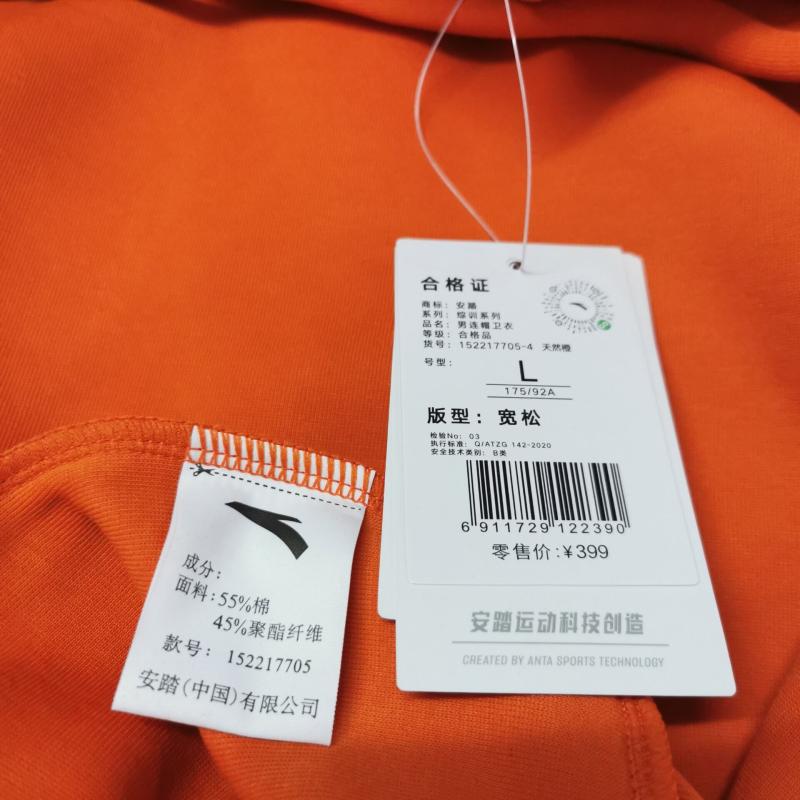 合格证
商标：安踏
系列：综训系列
品名：男连帽卫衣
等级：合格品
货号：152217705-4 天然橙
号型：
L
175/92A
版型：宽松
检验No: 03
执行标准：Q/ATZG 142-2020
安全技术类别：B类
6 911729 122390
零售价:¥399
安踏运动科技创造
CREATED BY ANTA SPORTS TECHNOLOGY
成分：
面料：55%棉
45%聚酯纤维
款号：152217705
安踏（中国）有限公司